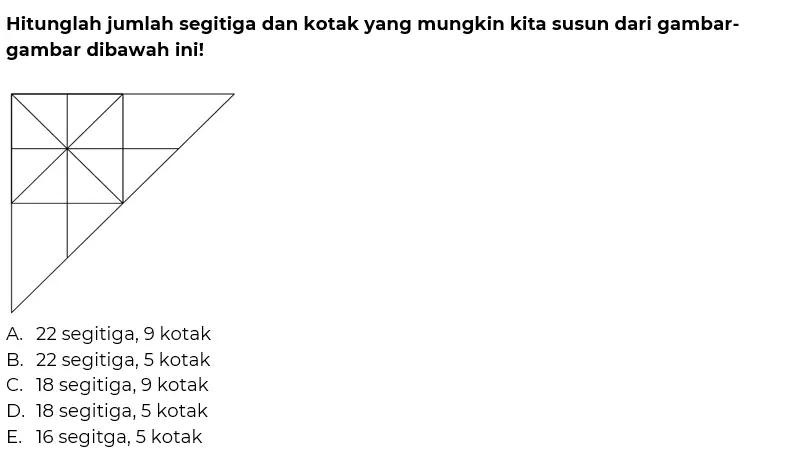 Hitunglah jumlah segitiga dan kotak yang mungkin kita susun dari gambar-
gambar dibawah ini!
A. 22 segitiga, 9 kotak
B. 22 segitiga, 5 kotak
C. 18 segitiga, 9 kotak
D. 18 segitiga, 5 kotak
E. 16 segitga, 5 kotak